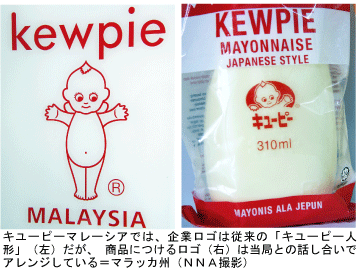 kewpie
®
MALAYSIA
KEWPIE
MAYONNAISE
JAPANESE STYLE
キユーピー
310ml
MAYONIS ALA JEPUN
キユーピーマレーシアでは、企業ロゴは従来の「キユーピー人
形」（左）だが、 商品につけるロゴ（右）は当局との話し合いで
アレンジしている＝マラッカ州（ＮＮＡ撮影）